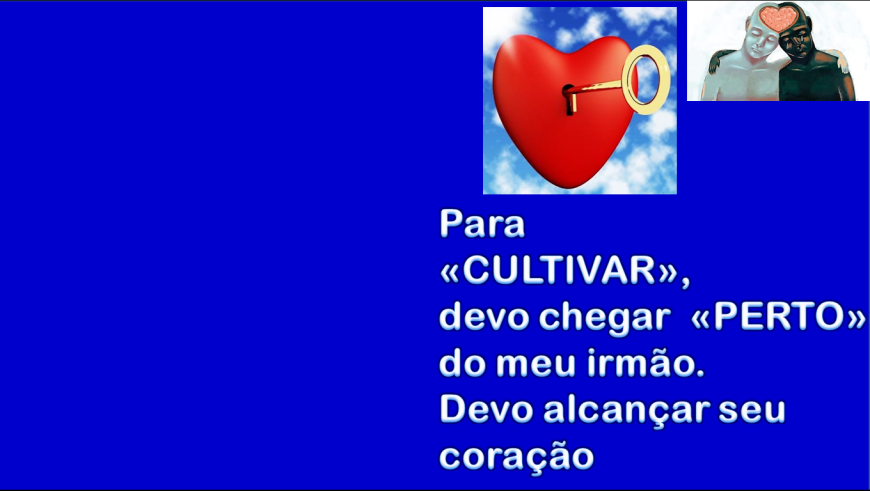 Para
«CULTIVAR»,
devo chegar «PERTO»
do meu irmão.
Devo alcançar seu
coração